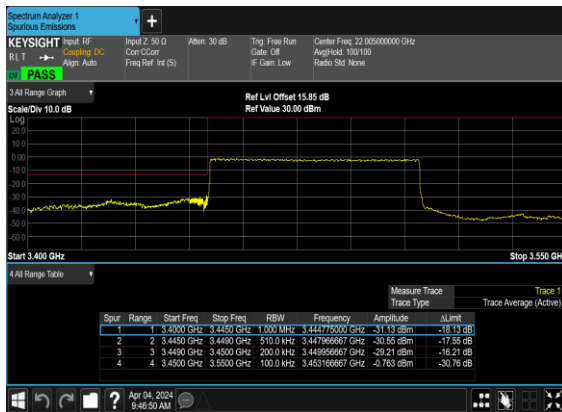 Spectrum Analyzer 1
Spurious Emissions
KEYSIGHT Input: RF Input Z: 50 Ω Atten: 30 dB Trig: Free Run Center Freq: 22.005000000 GHz
RLT Coupling: DC Corr CCorr Gate: Off Avg|Hold: 100/100
Align: Auto Freq Ref: Int (S) IF Gain: Low Radio Std: None
PASS
3 All Range Graph
Ref Lvl Offset 15.85 dB
Scale/Div 10.0 dB Ref Value 30.00 dBm
Log
20.0
10.0
0.00
-10.0
-20.0
-30.0
-40.0
-50.0
-60.0
Start 3.400 GHz Stop 3.550 GH
4 All Range Table
Measure Trace Trace 1
Trace Type Trace Average (Active)
Spur Range Start Freq Stop Freq RBW Frequency Amplitude ΔLimit
1 1 3.4000 GHz 3.4450 GHz 1.000 MHz 3.444775000 GHz -31.13 dBm -18.13 dB
2 2 3.4450 GHz 3.4490 GHz 510.0 kHz 3.447966667 GHz -30.55 dBm -17.55 dB
3 3 3.4490 GHz 3.4500 GHz 200.0 kHz 3.449956667 GHz -29.21 dBm -16.21 dB
4 4 3.4500 GHz 3.5500 GHz 100.0 kHz 3.453166667 GHz -0.763 dBm -30.76 dB
? Apr 04, 2024
9:46:50 AM